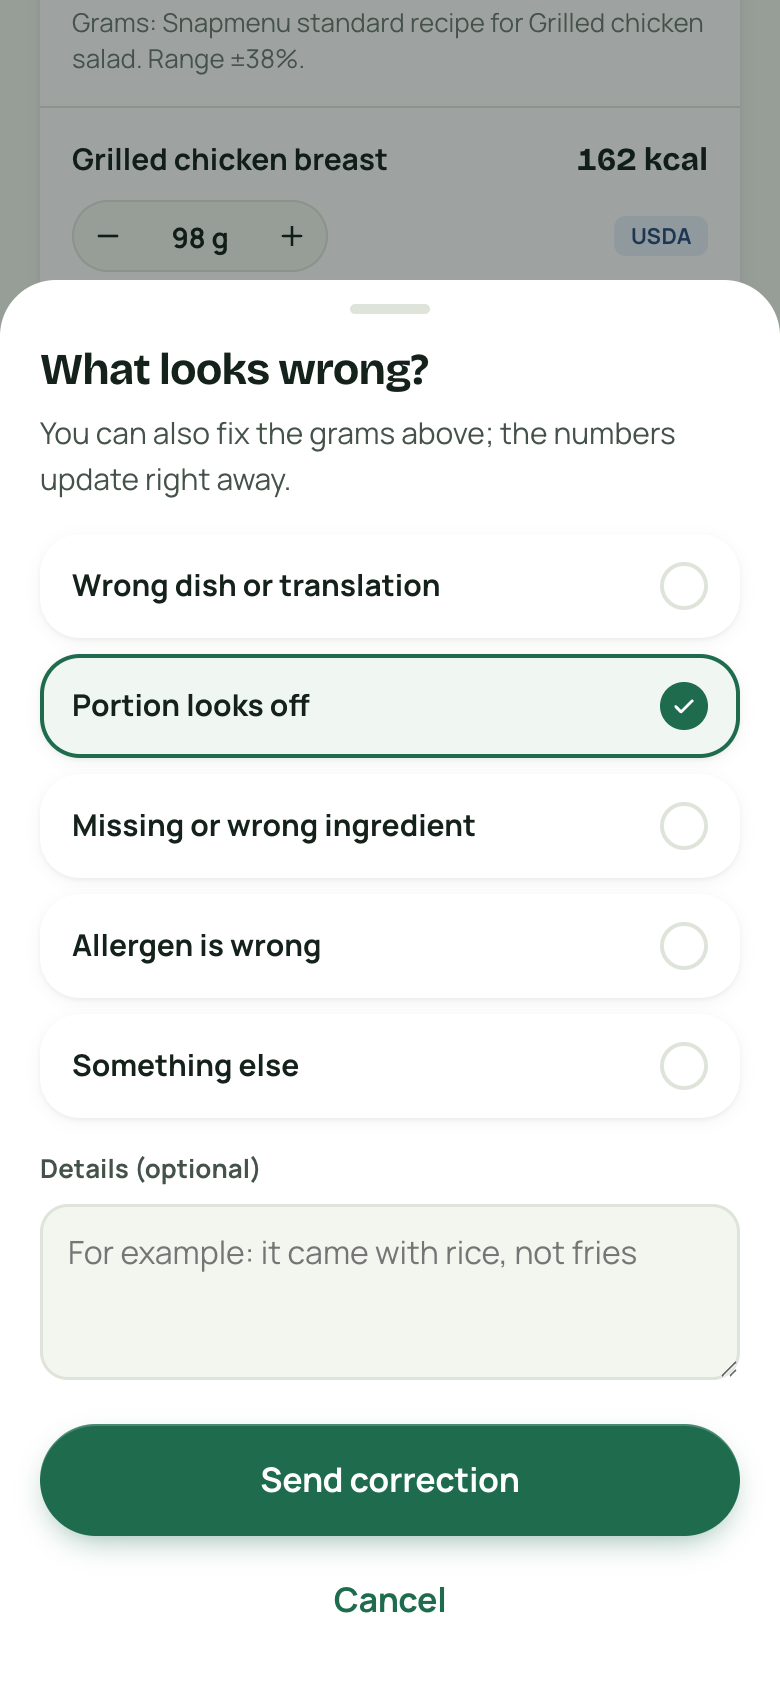 Grams: Snapmenu standard recipe for Grilled chicken
salad. Range ±38%.
Grilled chicken breast 162 kcal
− 98 g + USDA
What looks wrong?
You can also fix the grams above; the numbers
update right away.
Wrong dish or translation
Portion looks off
Missing or wrong ingredient
Allergen is wrong
Something else
Details (optional)
For example: it came with rice, not fries
Send correction
Cancel